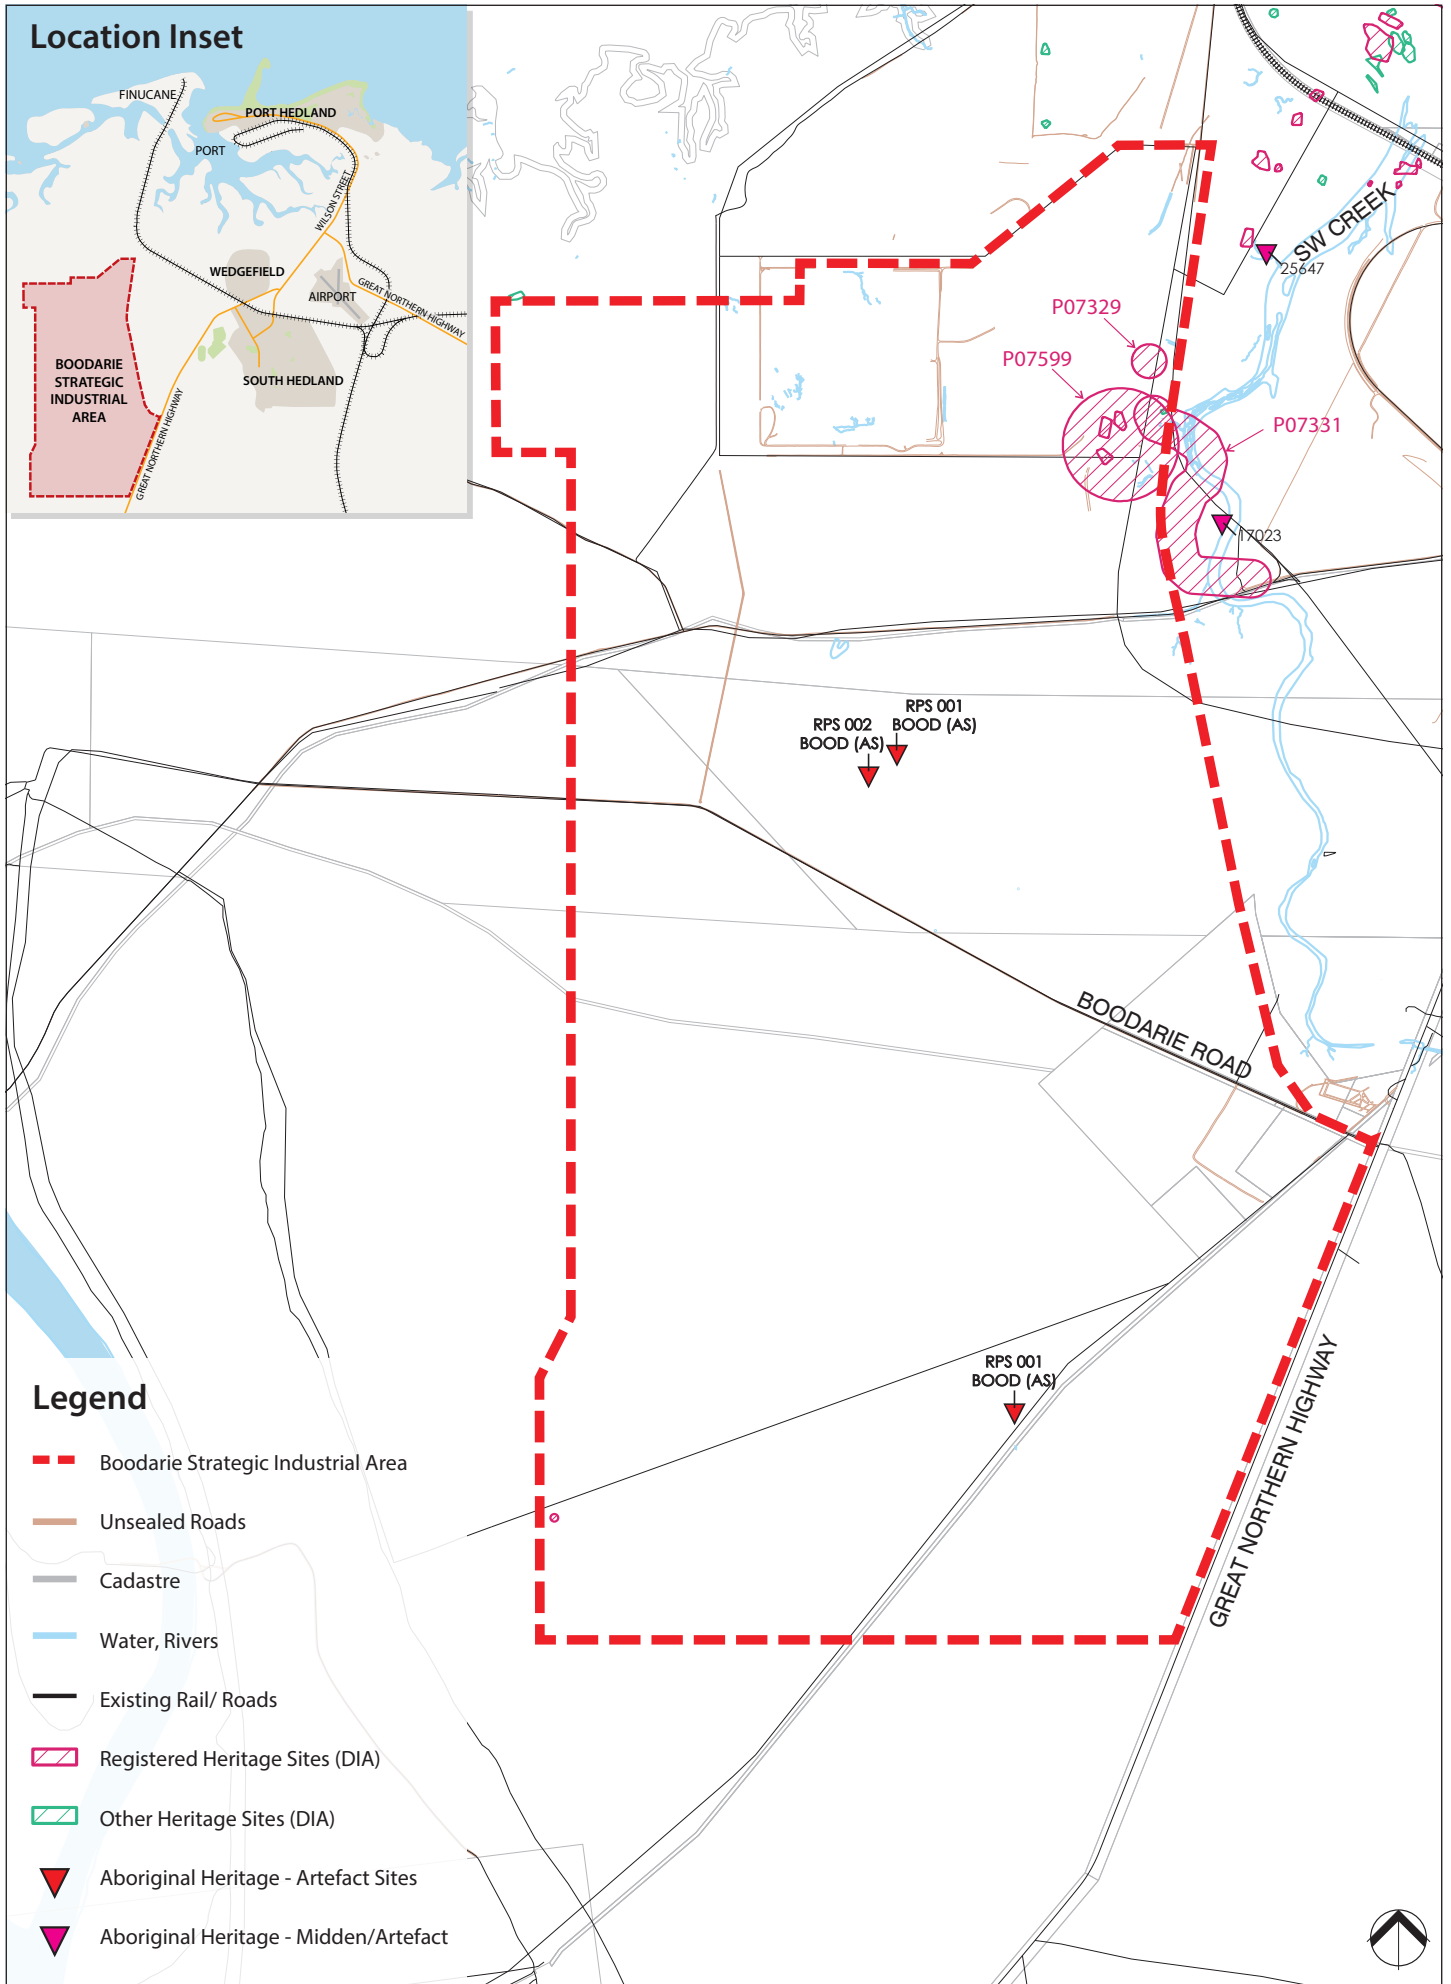 Location Inset
FINUCANE
PORT HEDLAND
PORT
WILSON STREET
WEDGEFIELD
AIRPORT
GREAT NORTHERN HIGHWAY
BOODARIE
STRATEGIC
INDUSTRIAL
AREA
SOUTH HEDLAND
GREAT NORTHERN HIGHWAY
SW CREEK
25647
P07329
P07599
P07331
17023
RPS 001
BOOD (AS)
RPS 002
BOOD (AS)
BOODARIE ROAD
RPS 001
BOOD (AS)
GREAT NORTHERN HIGHWAY
Legend
Boodarie Strategic Industrial Area
Unsealed Roads
Cadastre
Water, Rivers
Existing Rail/ Roads
Registered Heritage Sites (DIA)
Other Heritage Sites (DIA)
Aboriginal Heritage - Artefact Sites
Aboriginal Heritage - Midden/Artefact